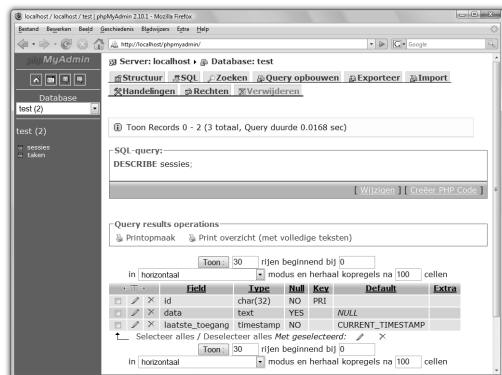 localhost / localhost / test | phpMyAdmin 2.10.1 - Mozilla Firefox
Bestand Bewerken Beeld Geschiedenis Bladwijzers Extra Help
http://localhost/phpmyadmin/
Google
phpMyAdmin
Database
test (2)
test (2)
sessies
taken
Server: localhost ▸ Database: test
Structuur SQL Zoeken Query opbouwen Exporteer Import
Handelingen Rechten Verwijderen
Toon Records 0 - 2 (3 totaal, Query duurde 0.0168 sec)
SQL-query:
DESCRIBE sessies;
[ Wijzigen ] [ Creëer PHP Code ]
Query results operations
Printopmaak Print overzicht (met volledige teksten)
Toon : 30 rijen beginnend bij 0
in horizontaal modus en herhaal kopregels na 100 cellen
Field Type Null Key Default Extra
id char(32) NO PRI
data text YES NULL
laatste_toegang timestamp NO CURRENT_TIMESTAMP
Selecteer alles / Deselecteer alles Met geselecteerd:
Toon : 30 rijen beginnend bij 0
in horizontaal modus en herhaal kopregels na 100 cellen